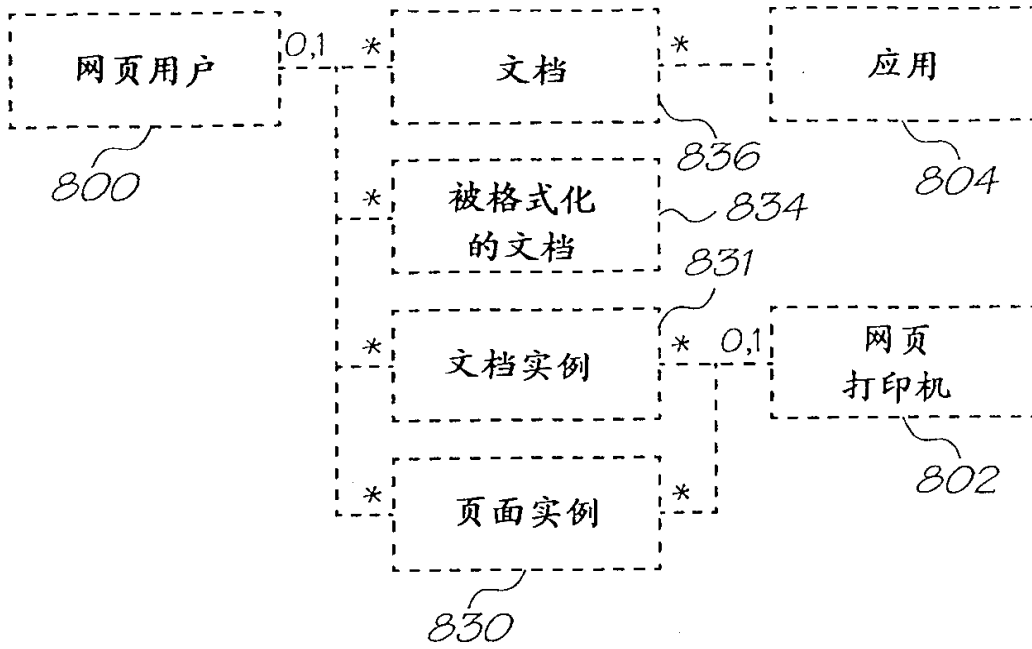 网页用户
0,1
*
文档
*
应用
800
836
804
*
被格式化
的文档
834
831
*
文档实例
*
0,1
网页
打印机
802
*
页面实例
*
830